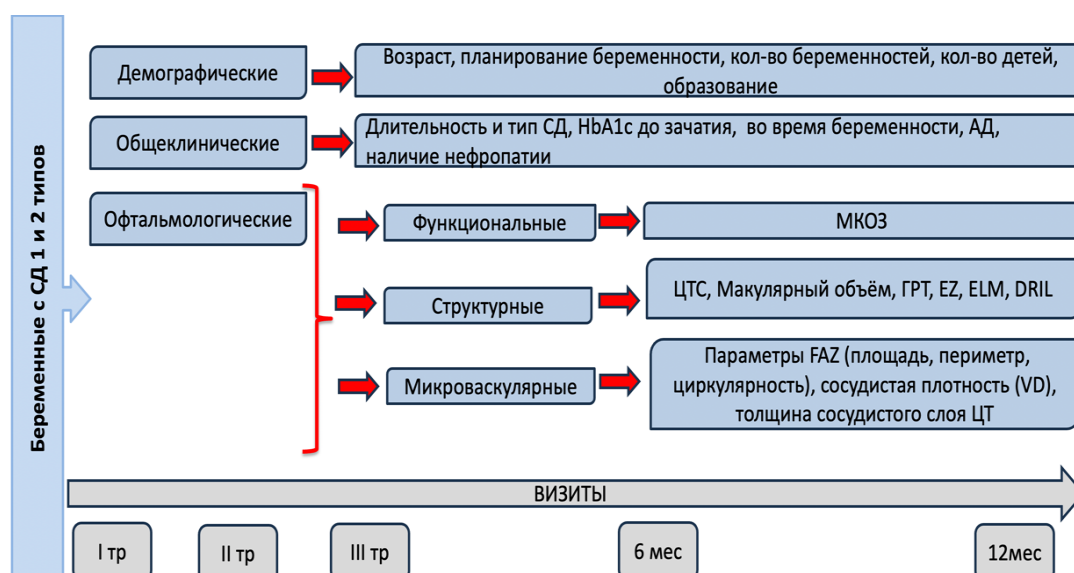 Беременные с СД 1 и 2 типов
Демографические
Возраст, планирование беременности, кол-во беременностей, кол-во детей,
образование
Общеклинические
Длительность и тип СД, HbA1c до зачатия, во время беременности, АД,
наличие нефропатии
Офтальмологические
Функциональные
МКОЗ
Структурные
ЦТС, Макулярный объём, ГРТ, EZ, ELM, DRIL
Микроваскулярные
Параметры FAZ (площадь, периметр,
циркулярность), сосудистая плотность (VD),
толщина сосудистого слоя ЦТ
ВИЗИТЫ
I тр
II тр
III тр
6 мес
12мес